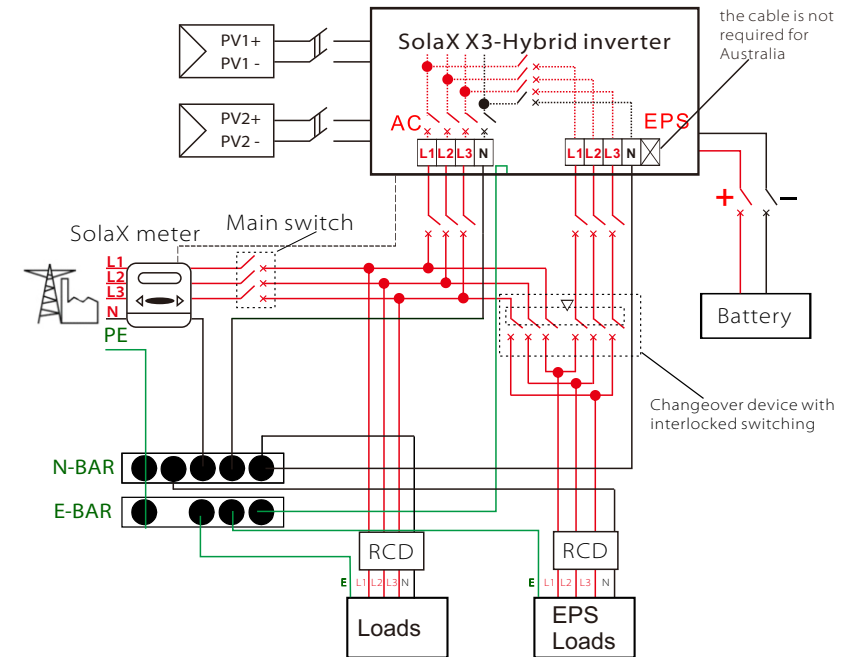 the cable is not
required for
Australia
PV1+
PV1 -
SolaX X3-Hybrid inverter
PV2+
PV2 -
AC
EPS
L1 L2 L3 N
L1 L2 L3 N
+
−
SolaX meter
Main switch
L1
L2
L3
N
PE
Battery
Changeover device with
interlocked switching
N-BAR
E-BAR
RCD
RCD
E L1 L2 L3 N
E L1 L2 L3 N
Loads
EPS
Loads